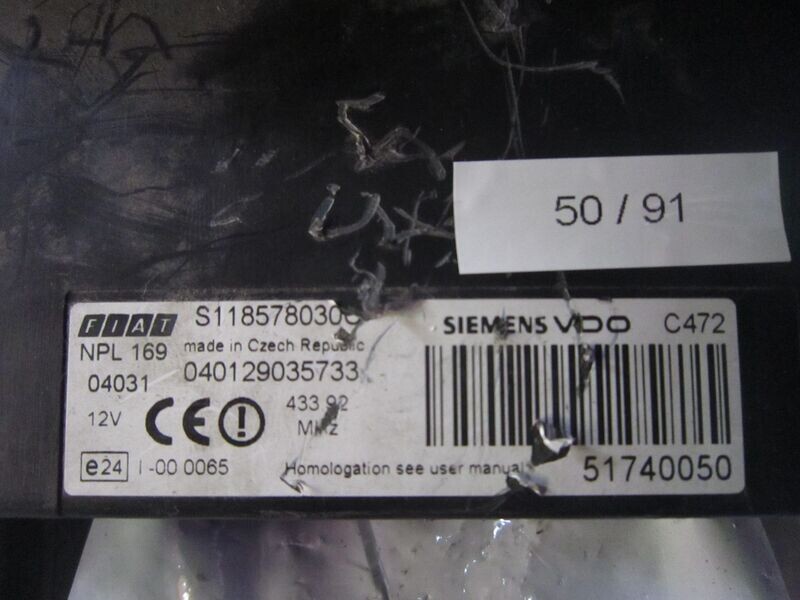 50 / 91
FIAT S118578030
SIEMENS VDO C472
NPL 169 made in Czech Republic
04031 040129035733
12V CE 433 92
MHz
e24 I -00 0065 Homologation see user manual 51740050